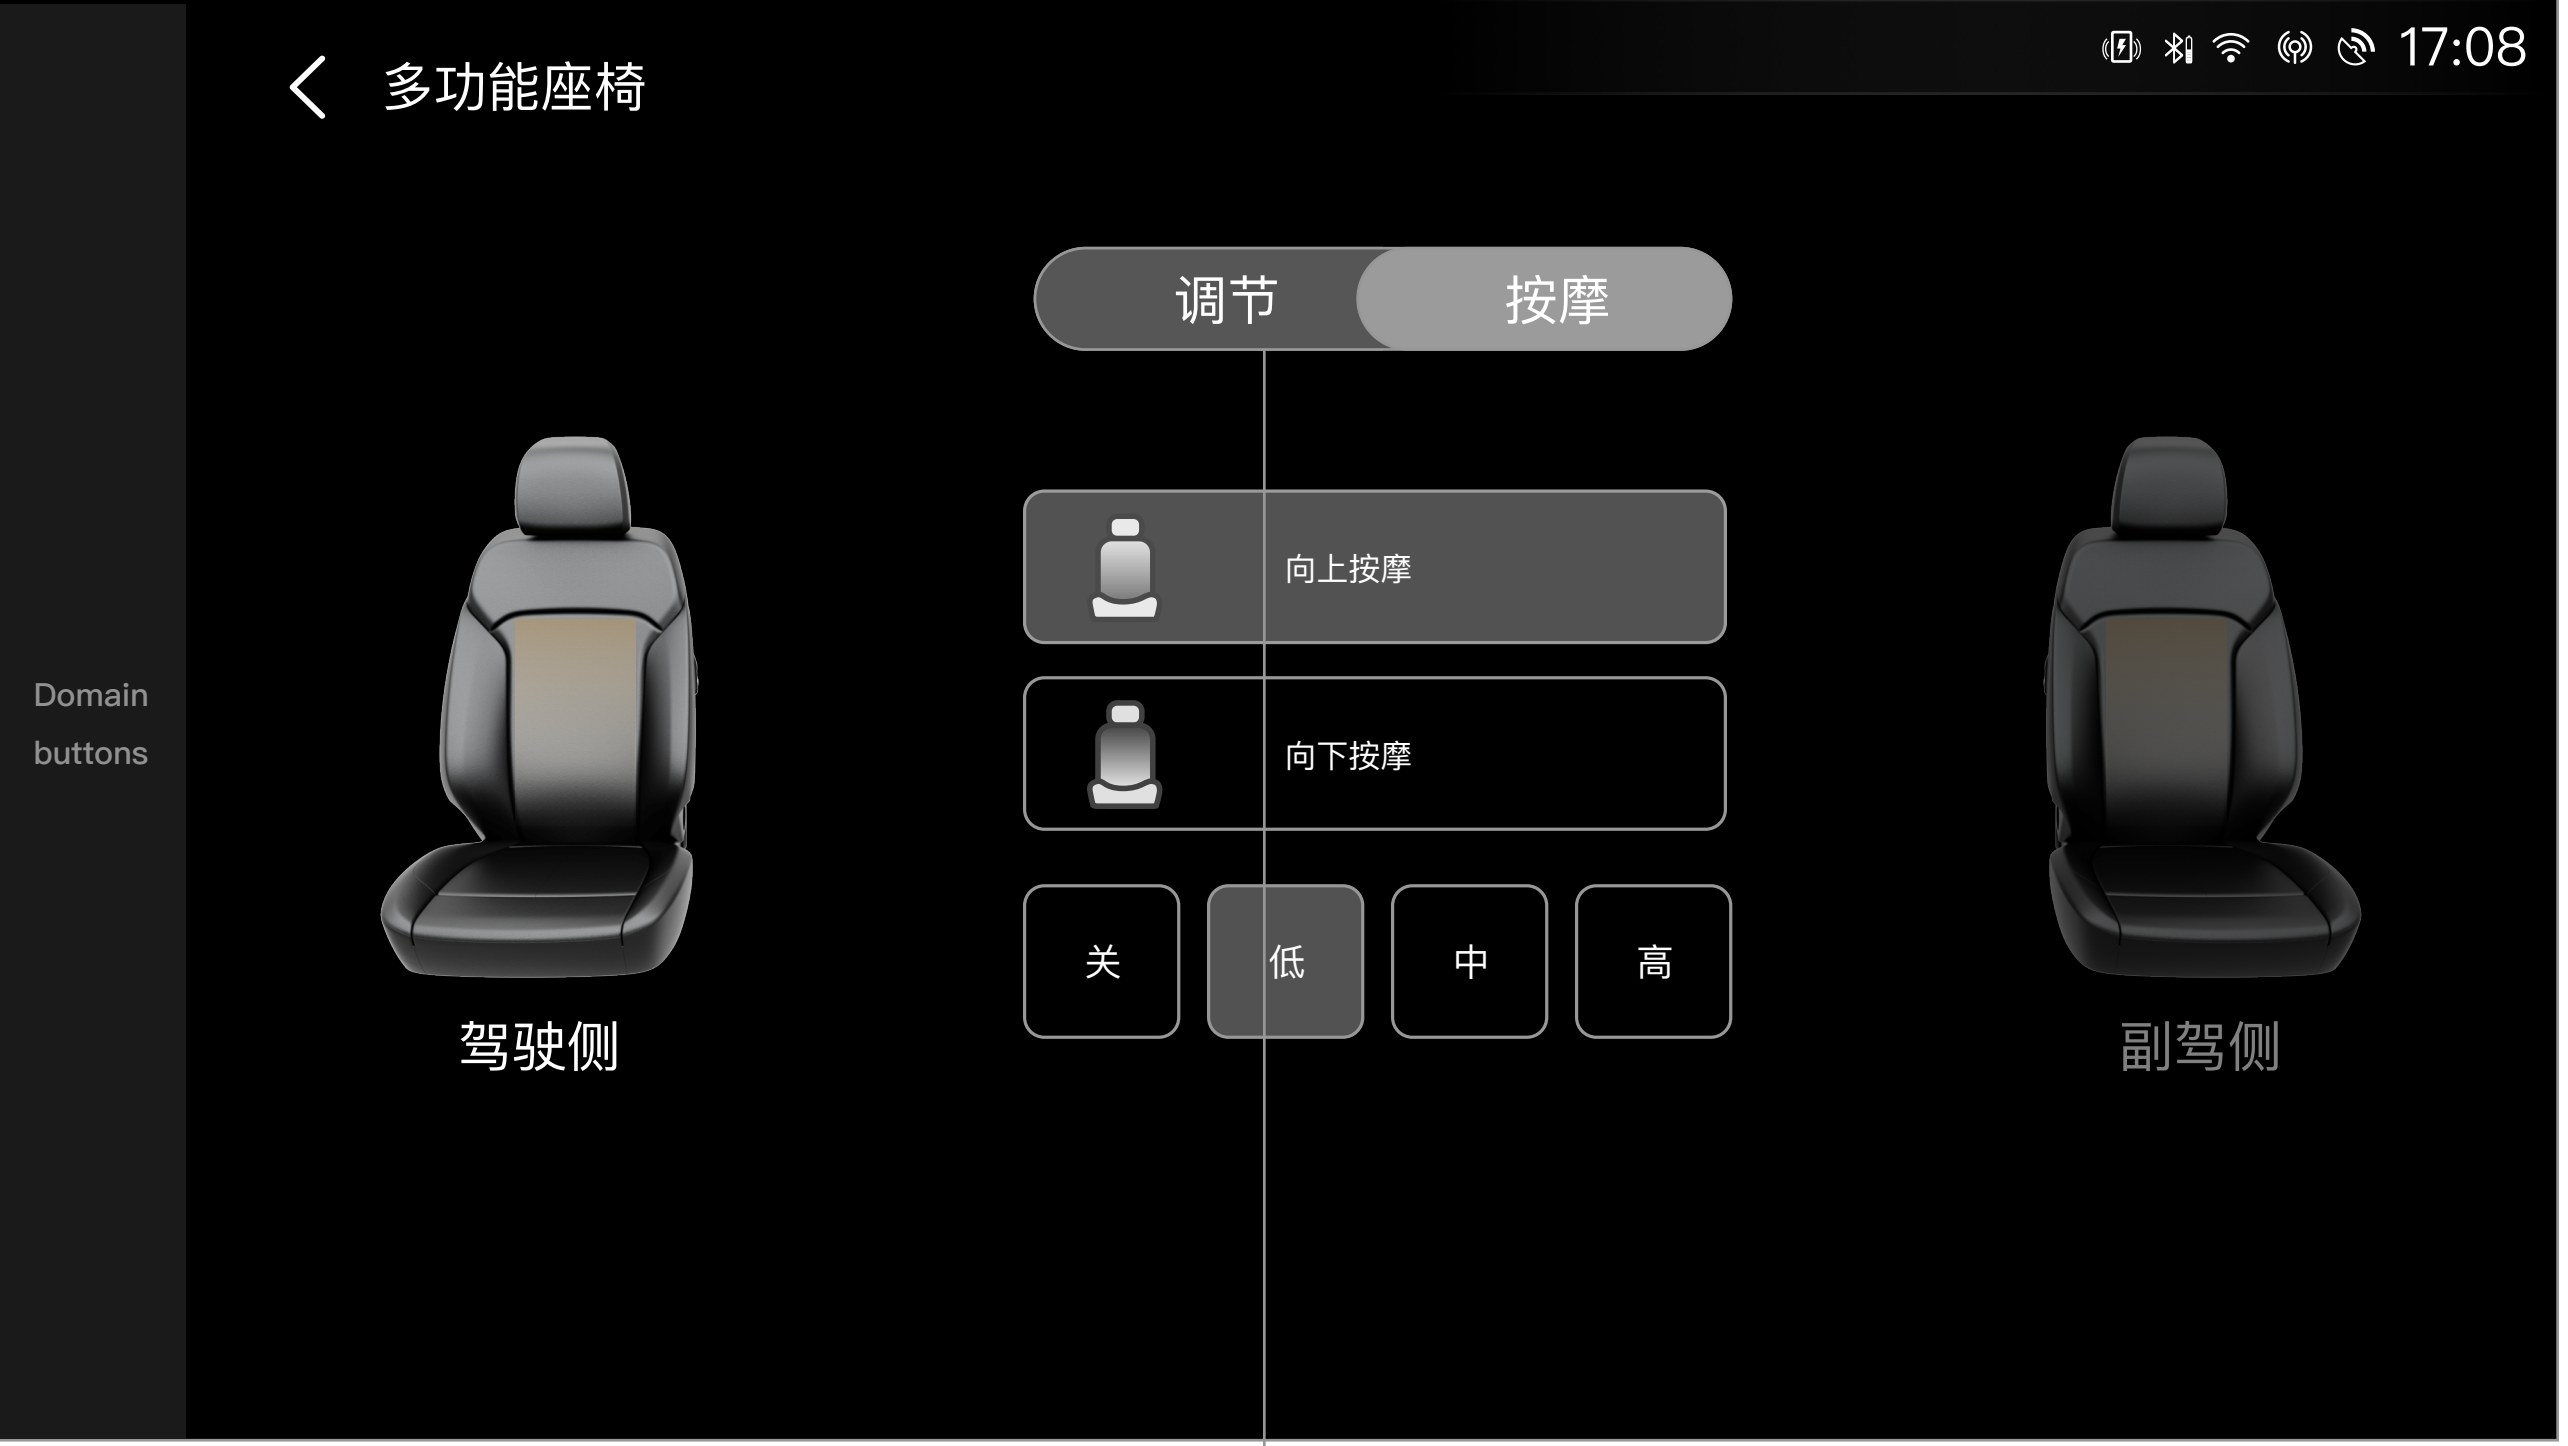 多功能座椅
17:08
调节
按摩
向上按摩
向下按摩
关
低
中
高
Domain
buttons
驾驶侧
副驾侧